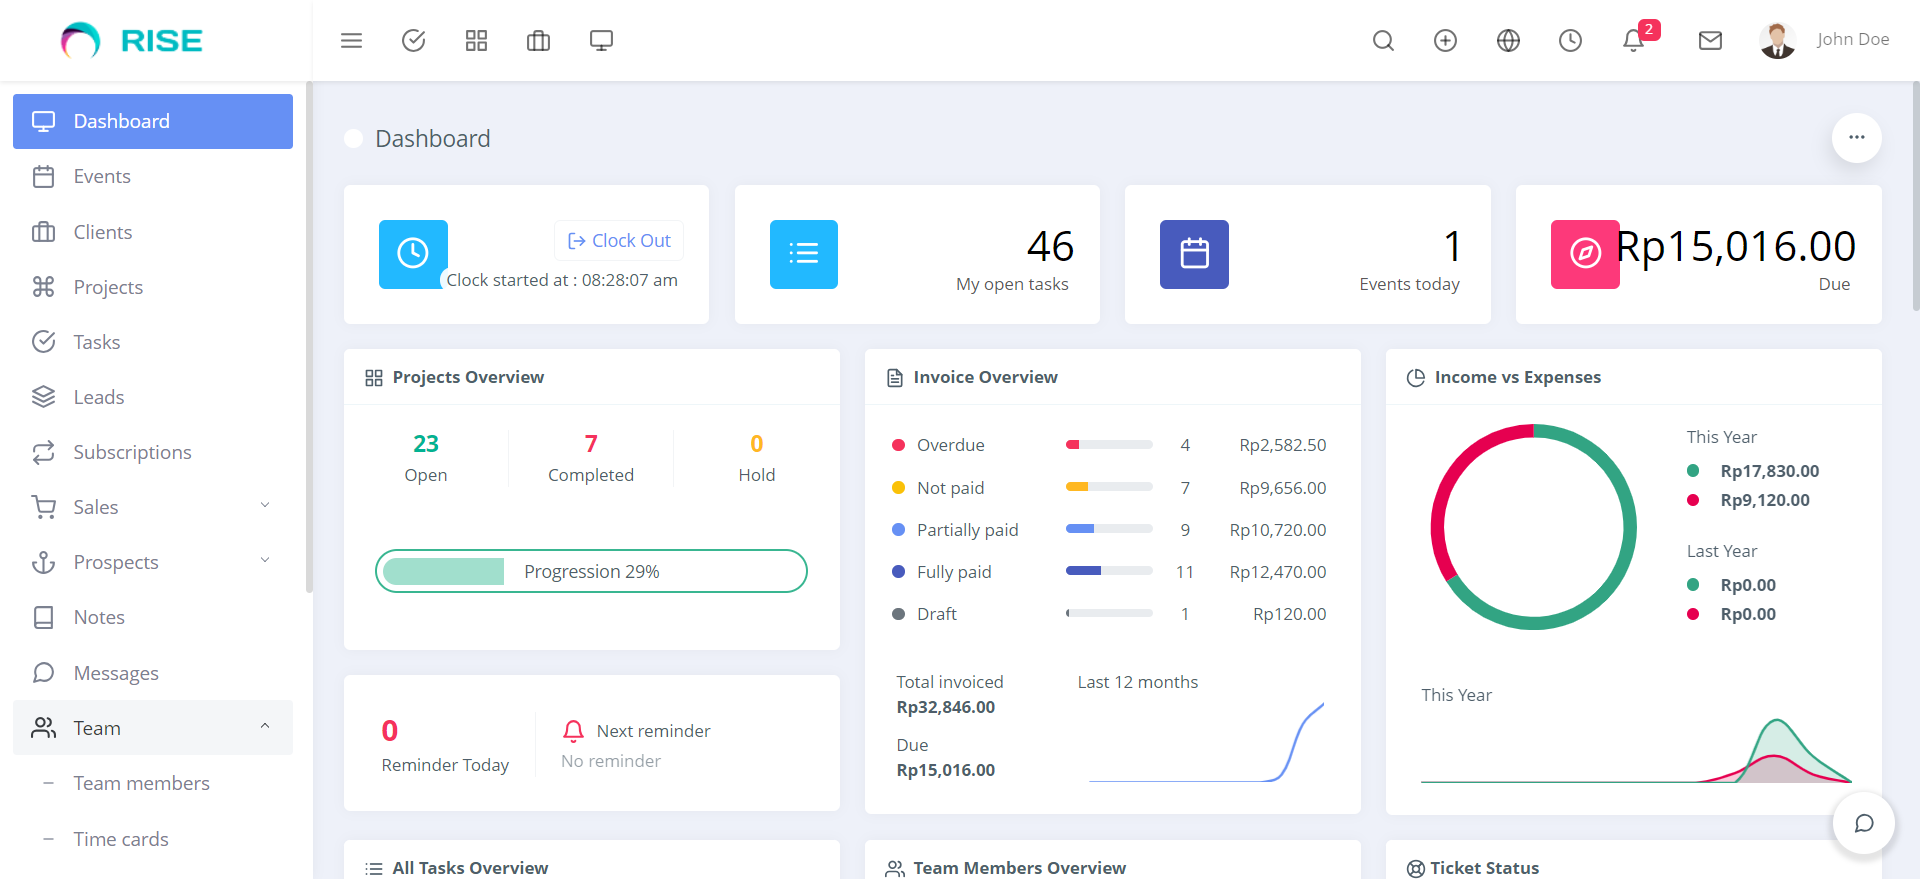 RISE
2
John Doe
Dashboard
Events
Clients
Projects
Tasks
Leads
Subscriptions
Sales
Prospects
Notes
Messages
Team
Team members
Time cards
Dashboard
Clock Out
Clock started at : 08:28:07 am
46
My open tasks
1
Events today
Rp15,016.00
Due
Projects Overview
23
Open
7
Completed
0
Hold
Progression 29%
0
Reminder Today
Next reminder
No reminder
Invoice Overview
Overdue 4 Rp2,582.50
Not paid 7 Rp9,656.00
Partially paid 9 Rp10,720.00
Fully paid 11 Rp12,470.00
Draft 1 Rp120.00
Total invoiced
Rp32,846.00
Due
Rp15,016.00
Last 12 months
Income vs Expenses
This Year
Rp17,830.00
Rp9,120.00
Last Year
Rp0.00
Rp0.00
This Year
All Tasks Overview
Team Members Overview
Ticket Status